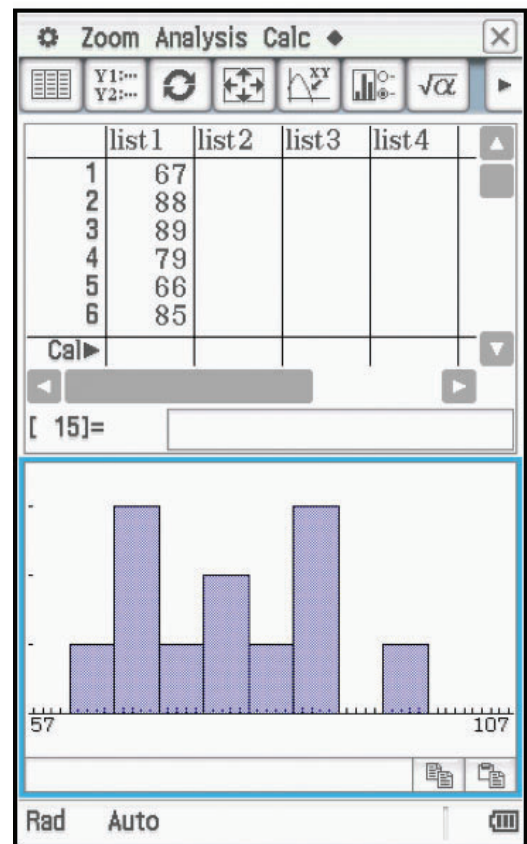 Zoom Analysis Calc
Y1:…
Y2:…
XY
√α
list1 list2 list3 list4
1 67
2 88
3 89
4 79
5 66
6 85
Cal▶
[ 15]=
57 107
Rad Auto